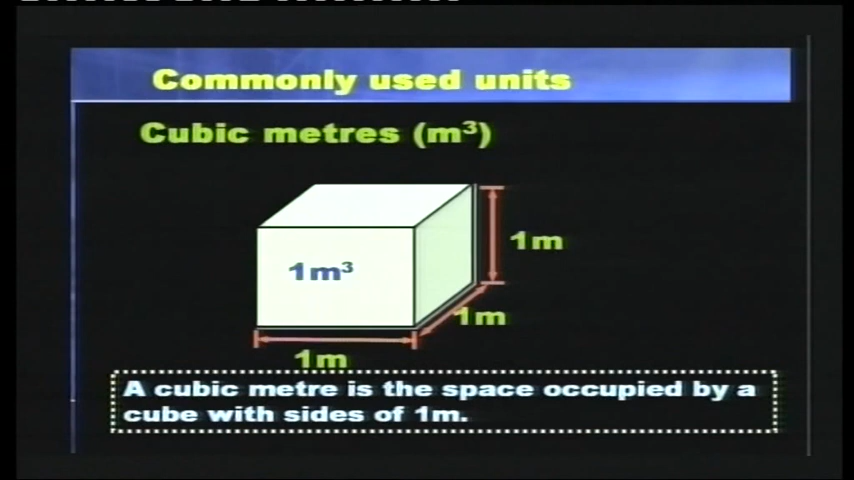 Commonly used units
Cubic metres (m³)
1m³
1m
1m
1m
A cubic metre is the space occupied by a
cube with sides of 1m.